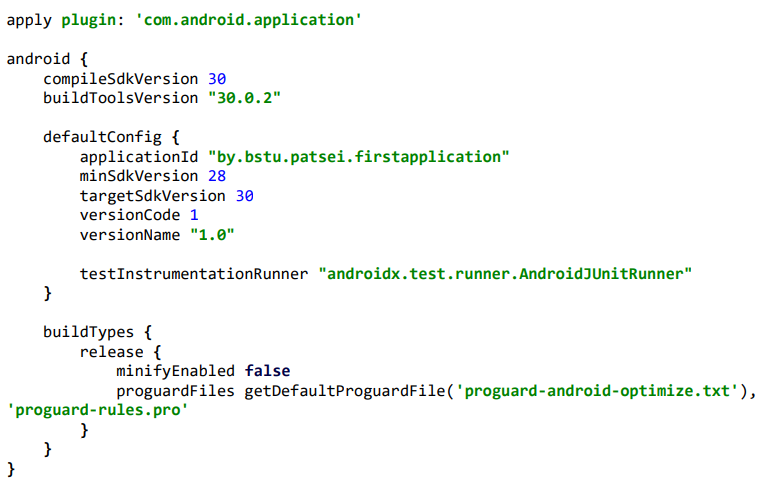 apply plugin: 'com.android.application'
android {
compileSdkVersion 30
buildToolsVersion "30.0.2"
defaultConfig {
applicationId "by.bstu.patsei.firstapplication"
minSdkVersion 28
targetSdkVersion 30
versionCode 1
versionName "1.0"
testInstrumentationRunner "androidx.test.runner.AndroidJUnitRunner"
}
buildTypes {
release {
minifyEnabled false
proguardFiles getDefaultProguardFile('proguard-android-optimize.txt'),
'proguard-rules.pro'
}
}
}